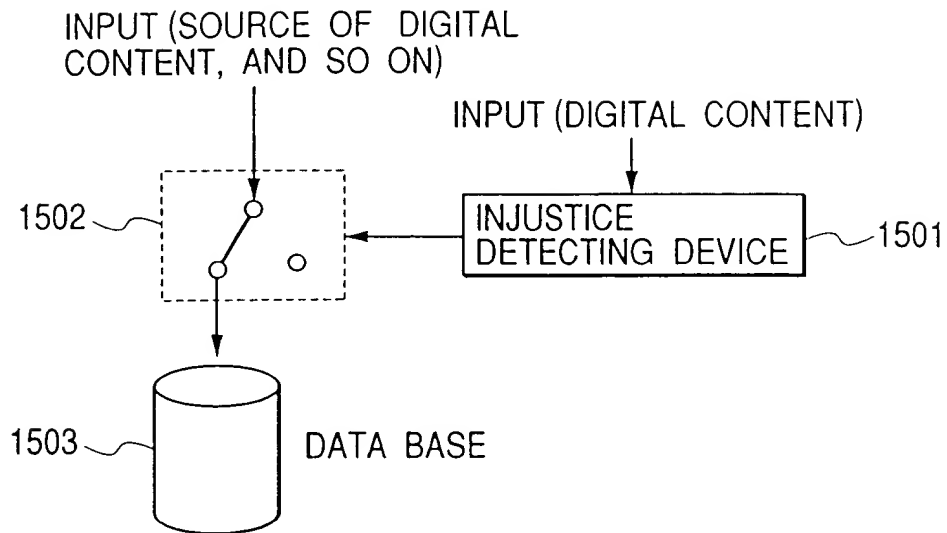 INPUT (SOURCE OF DIGITAL
CONTENT, AND SO ON)
INPUT (DIGITAL CONTENT)
1502
INJUSTICE
DETECTING DEVICE
1501
1503
DATA BASE